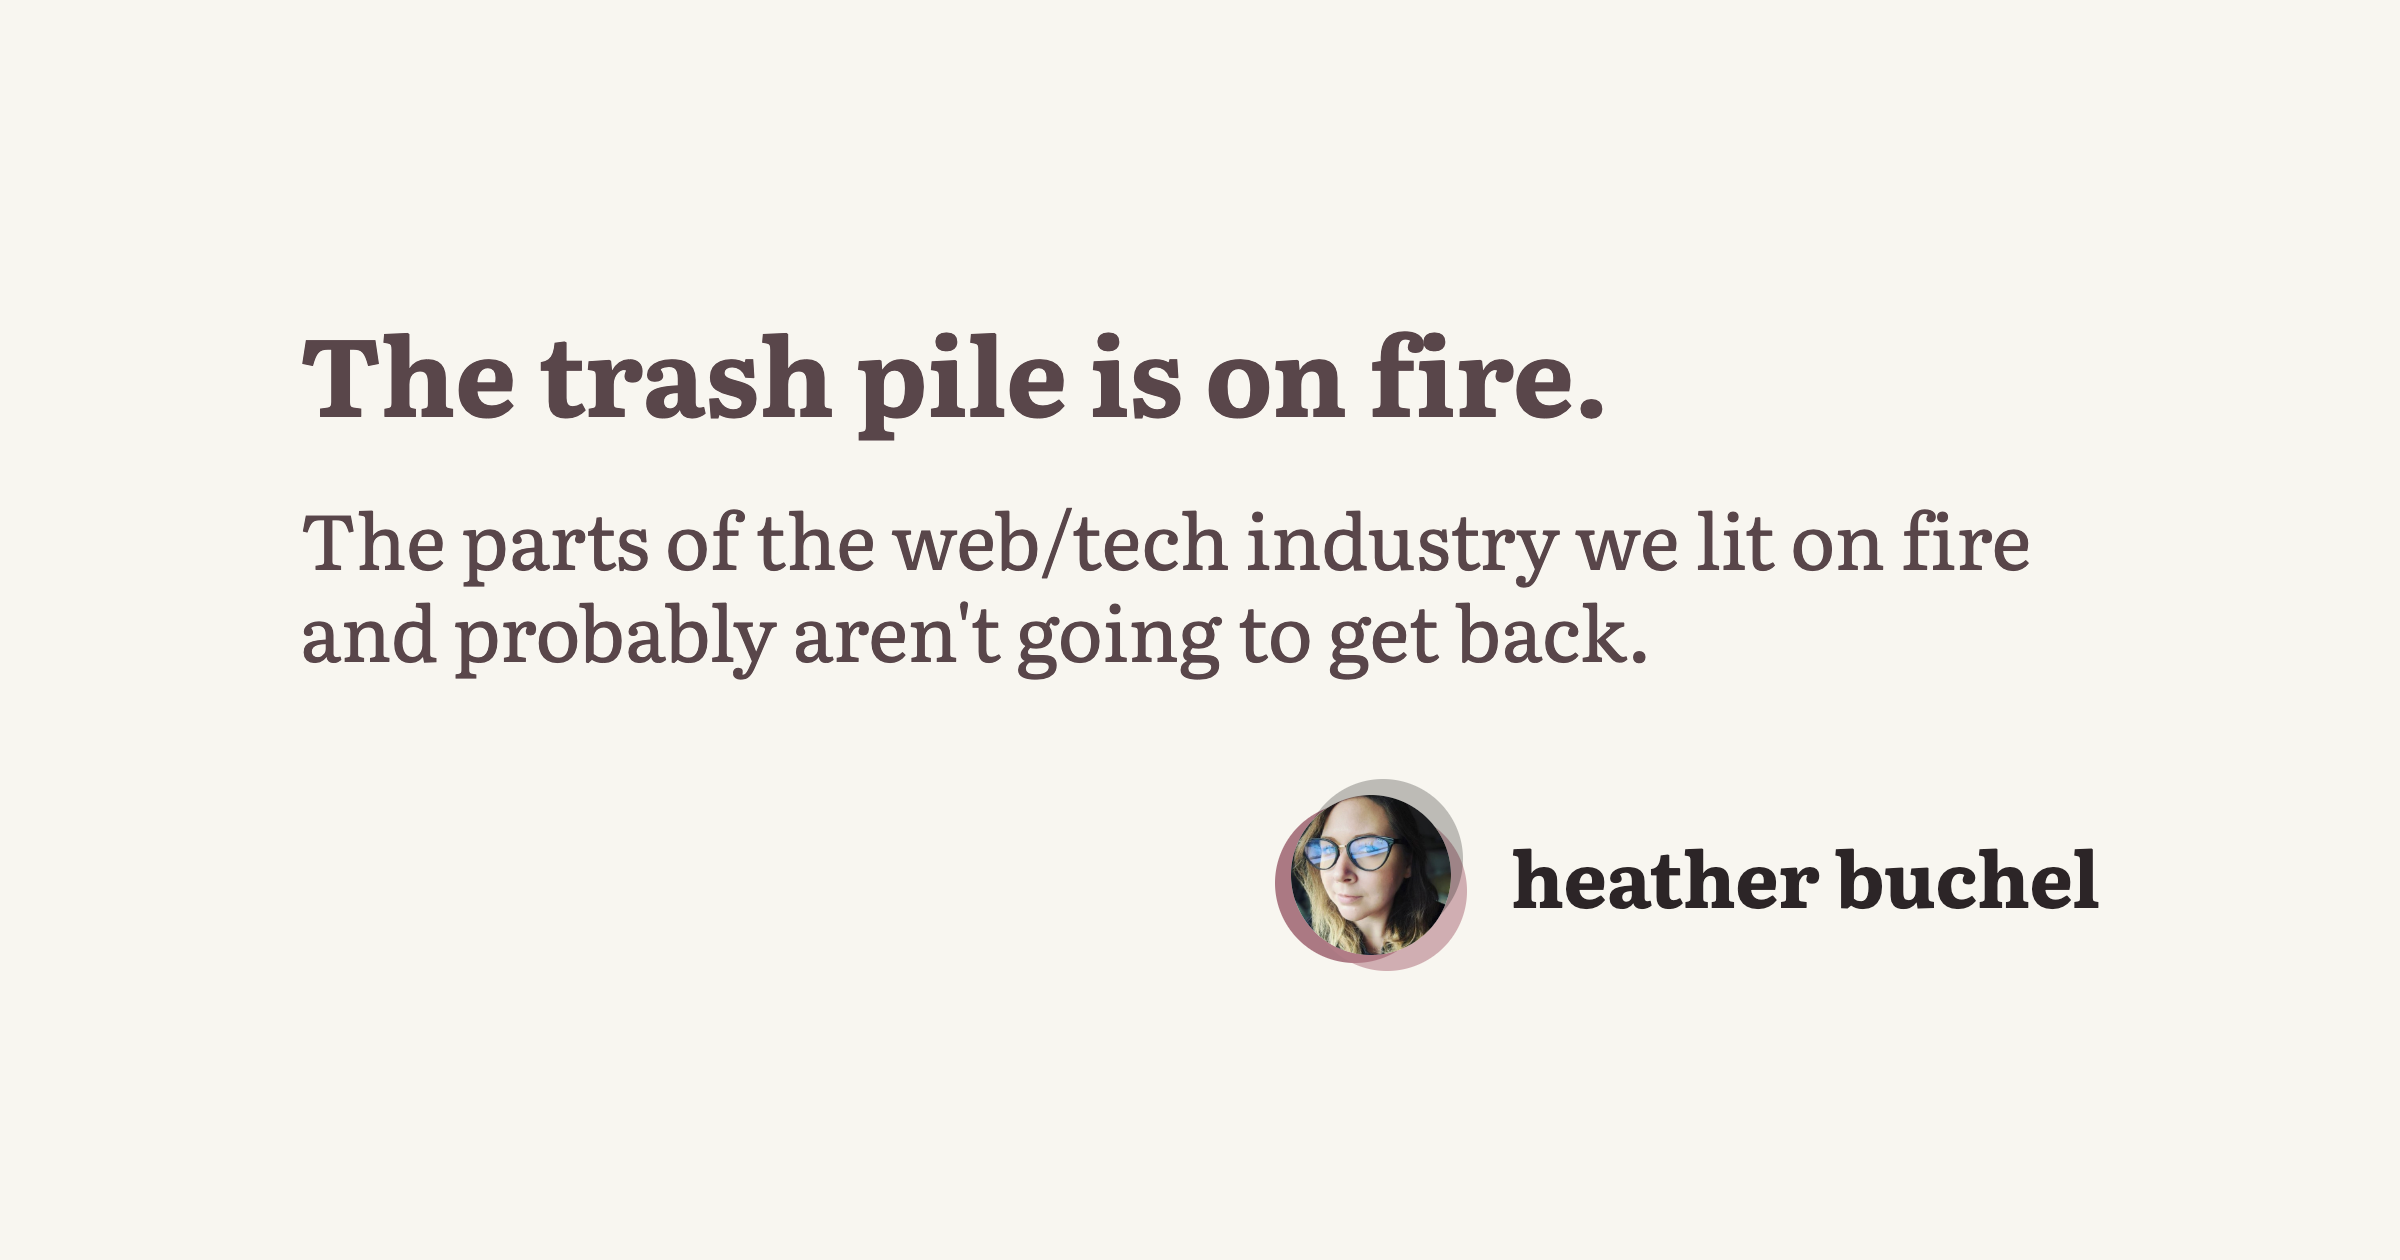 The trash pile is on fire.
The parts of the web/tech industry we lit on fire
and probably aren't going to get back.
heather buchel